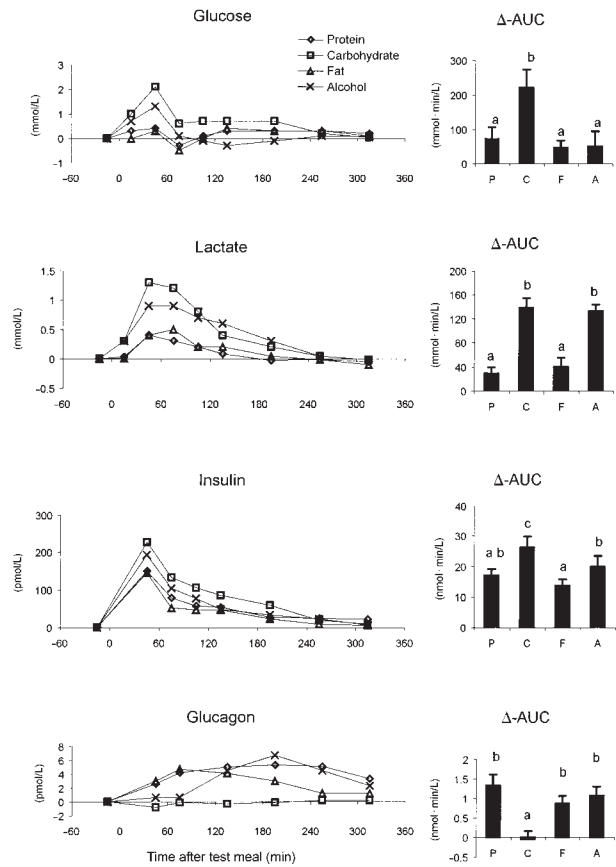 Glucose
Protein
Carbohydrate
Fat
Alcohol
(mmol/L)
3
2
1
0
−1
−60 0 60 120 180 240 300 360
Δ-AUC
(mmol· min/L)
300
200
100
0
a b a a
P C F A
Lactate
(mmol/L)
1.5
1
0.5
0
−0.5
−60 0 60 120 180 240 300 360
Δ-AUC
(mmol· min/L)
200
160
120
80
40
0
a b a b
P C F A
Insulin
(pmol/L)
300
200
100
0
−60 0 60 120 180 240 300 360
Δ-AUC
(nmol· min/L)
40
30
20
10
0
a b c a b
P C F A
Glucagon
(pmol/L)
8
6
4
2
0
−2
−60 0 60 120 180 240 300 360
Time after test meal (min)
Δ-AUC
(nmol· min/L)
2
1.5
1
0.5
0
−0.5
b a b b
P C F A